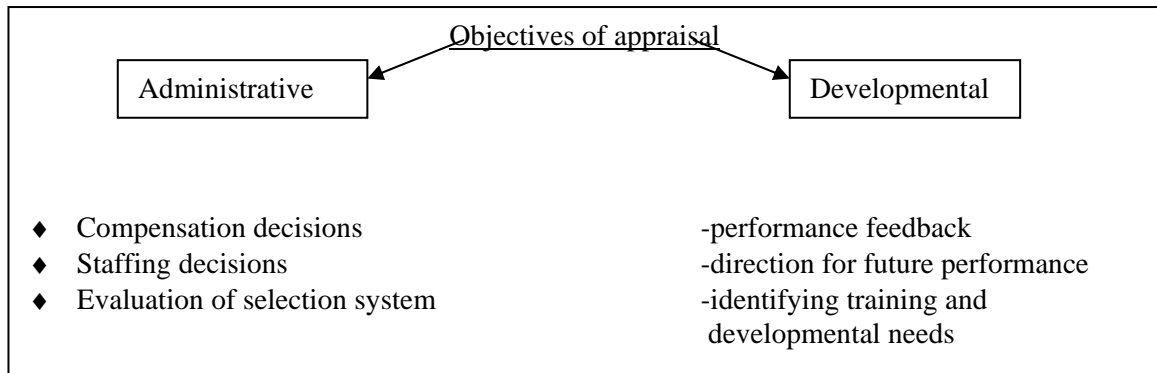 Objectives of appraisal
Administrative
Developmental
♦ Compensation decisions
♦ Staffing decisions
♦ Evaluation of selection system
-performance feedback
-direction for future performance
-identifying training and
developmental needs